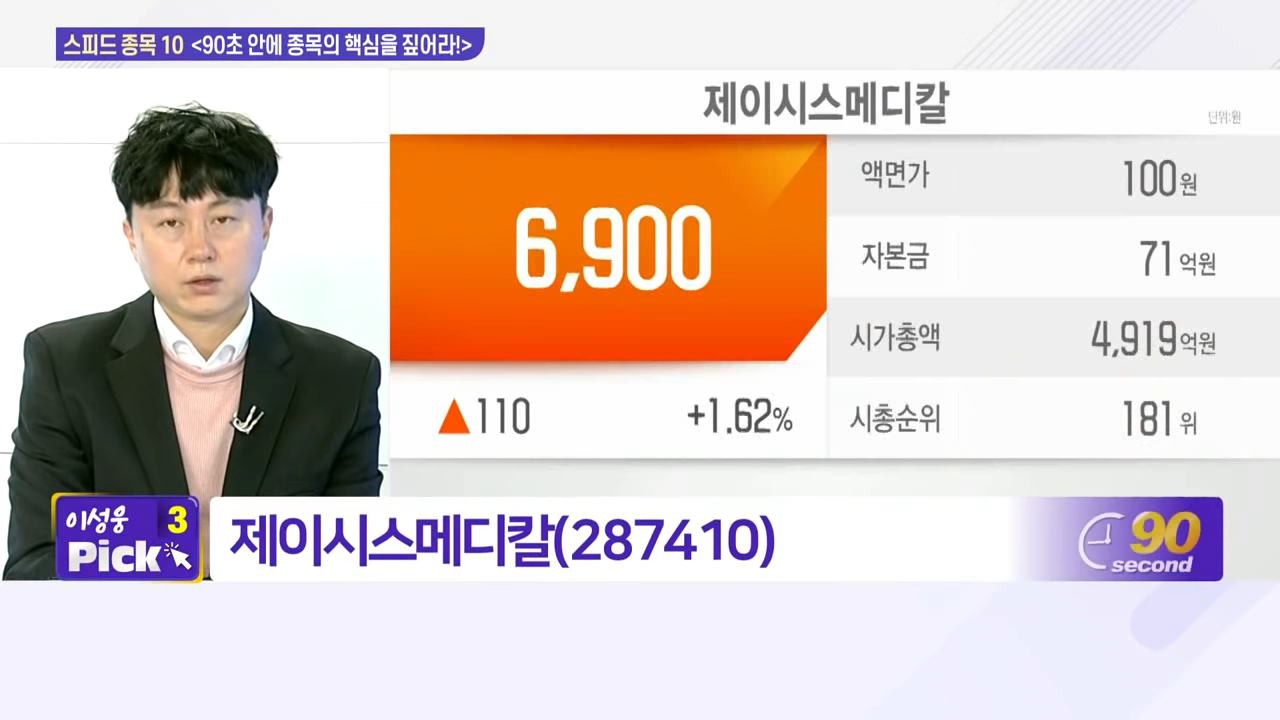 스피드 종목 10 <90초 안에 종목의 핵심을 짚어라!>
제이시스메디칼
단위:원
6,900
▲110 +1.62%
액면가 100원
자본금 71억원
시가총액 4,919억원
시총순위 181위
이성웅 3
Pick
제이시스메디칼(287410)
90
second